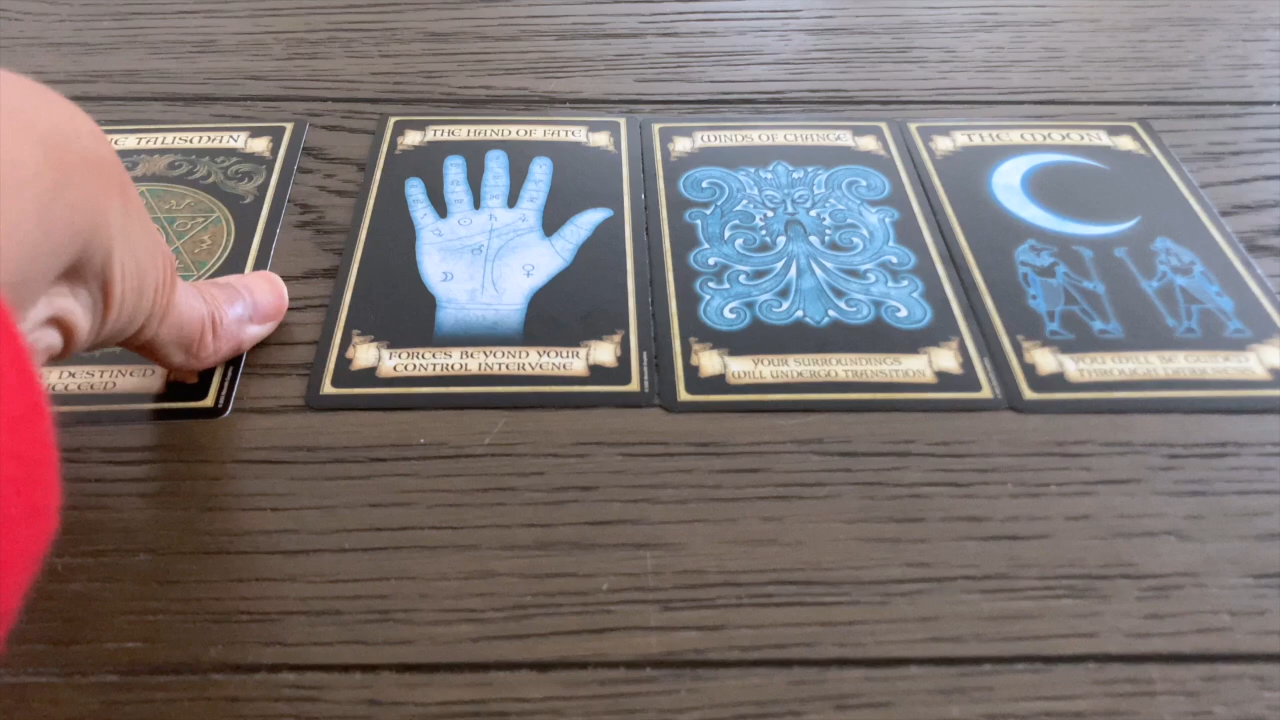 E TALISMAN
DESTINED
THE HAND OF FATE
FORCES BEYOND YOUR
CONTROL INTERVENE
WINDS OF CHANGE
YOUR SURROUNDINGS
WILL UNDERGO TRANSITION
THE MOON
YOU WILL BE GUIDED
THROUGH DARKNESS